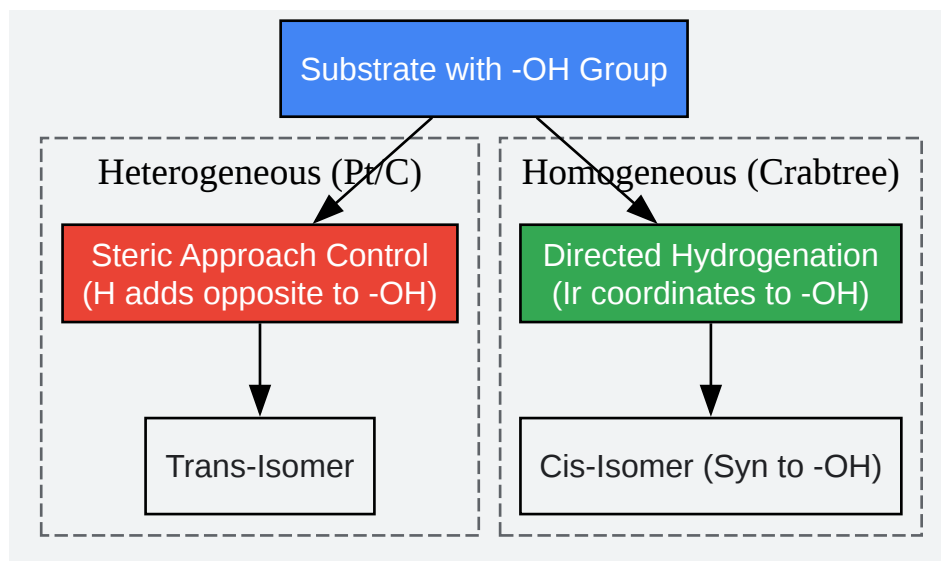 Substrate with -OH Group
Heterogeneous (Pt/C)
Homogeneous (Crabtree)
Steric Approach Control
(H adds opposite to -OH)
Directed Hydrogenation
(Ir coordinates to -OH)
Trans-Isomer
Cis-Isomer (Syn to -OH)